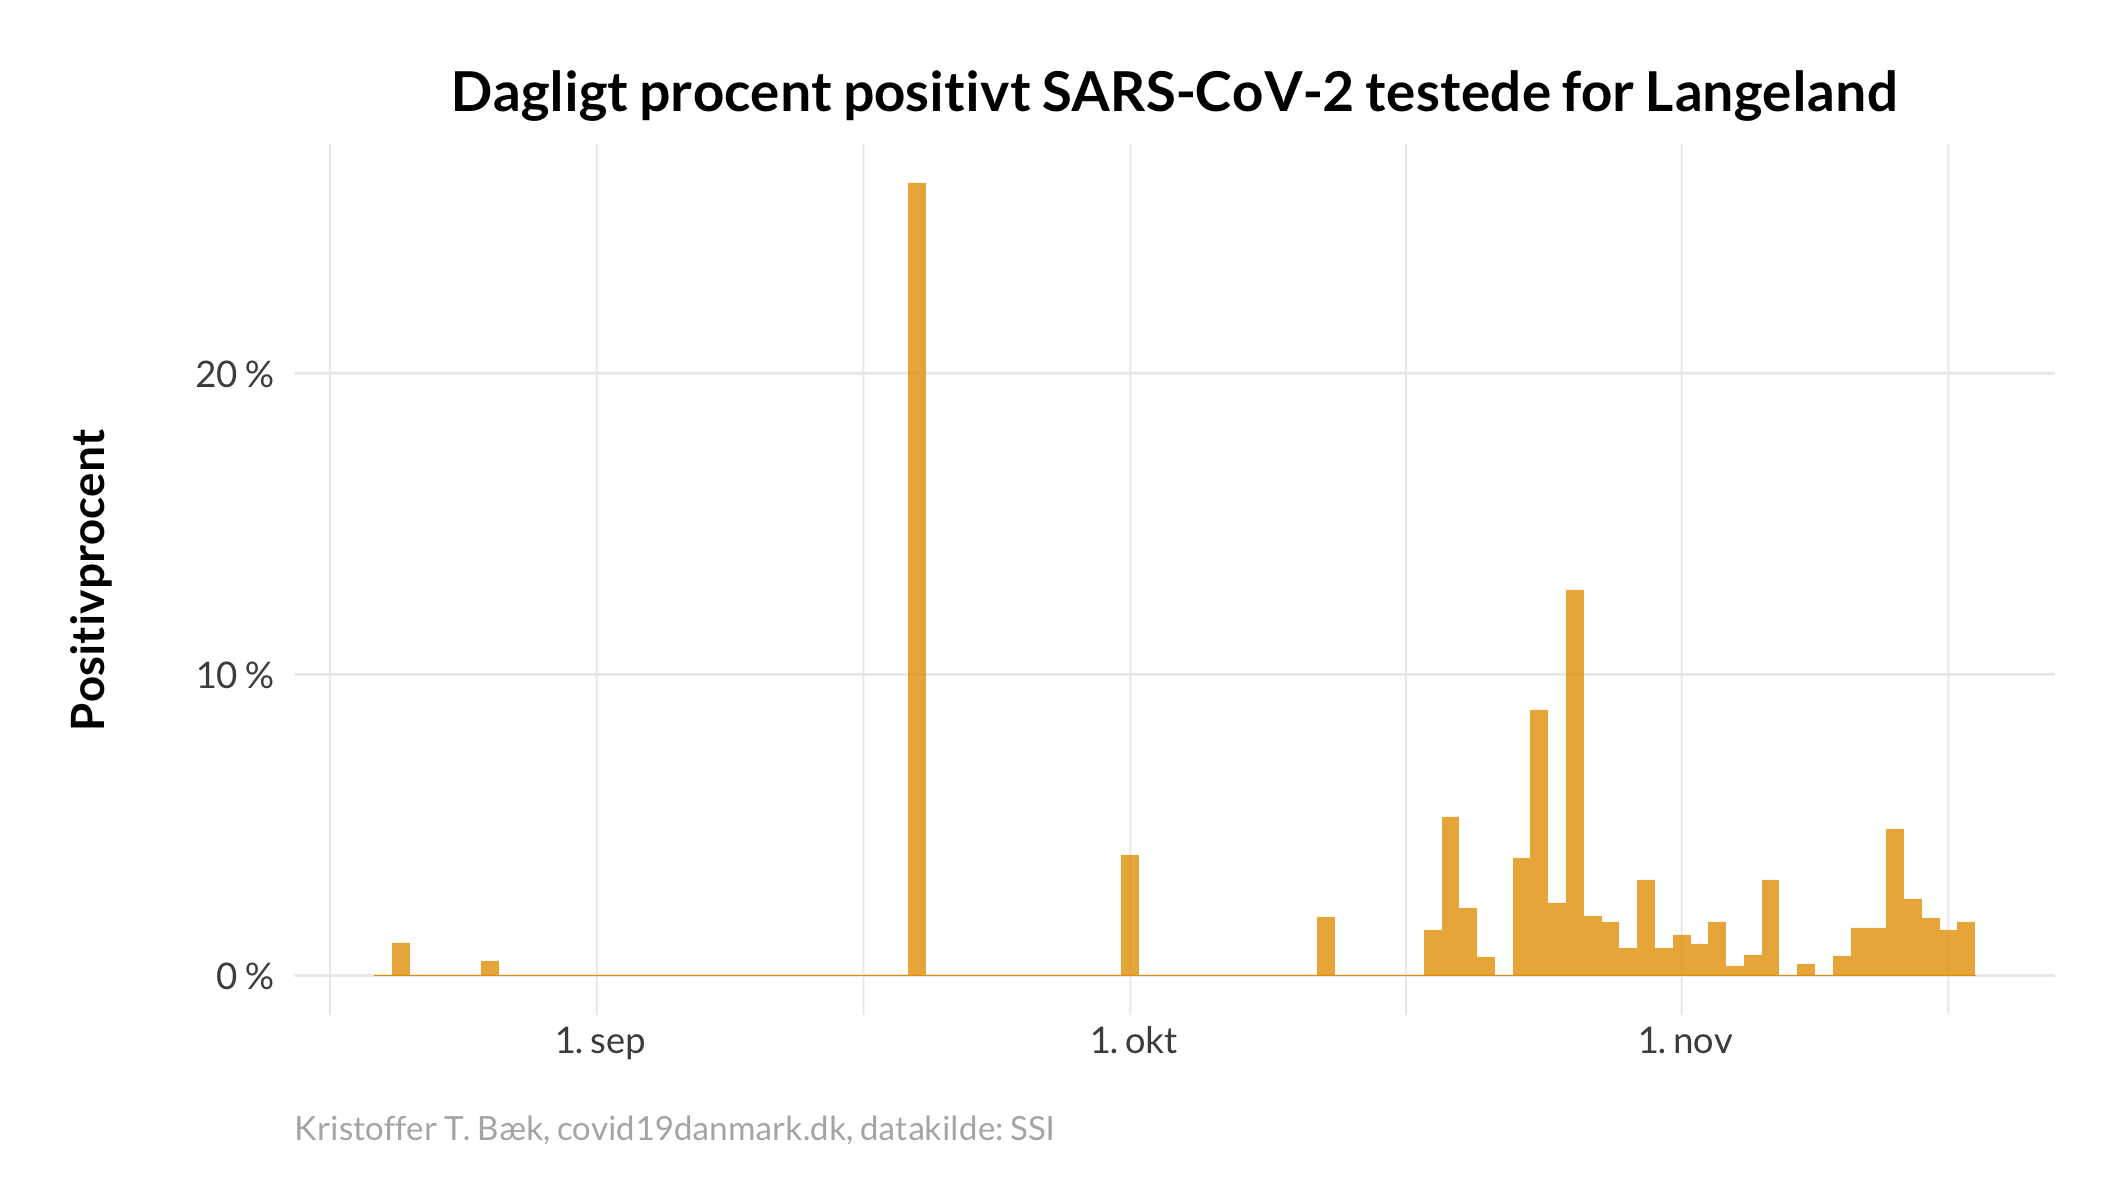 Dagligt procent positivt SARS-CoV-2 testede for Langeland
Positivprocent
20 %
10 %
0 %
1. sep
1. okt
1. nov
Kristoffer T. Bæk, covid19danmark.dk, datakilde: SSI